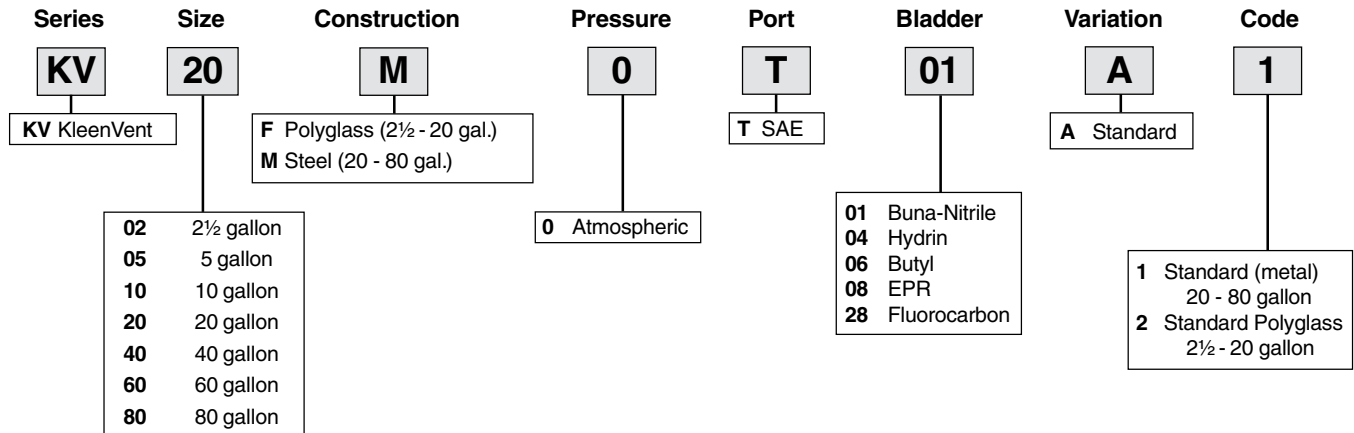 Series Size Construction Pressure Port Bladder Variation Code
KV 20 M 0 T 01 A 1
KV KleenVent
F Polyglass (2½ - 20 gal.)
M Steel (20 - 80 gal.)
T SAE
A Standard
02 2½ gallon
05 5 gallon
10 10 gallon
20 20 gallon
40 40 gallon
60 60 gallon
80 80 gallon
0 Atmospheric
01 Buna-Nitrile
04 Hydrin
06 Butyl
08 EPR
28 Fluorocarbon
1 Standard (metal)
20 - 80 gallon
2 Standard Polyglass
2½ - 20 gallon